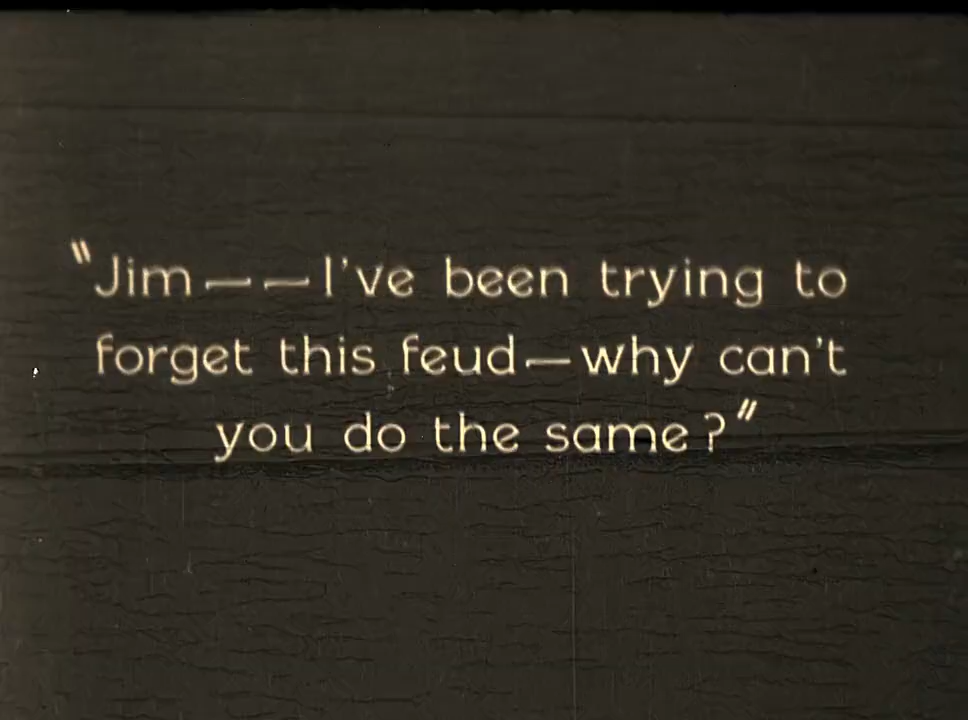 "Jim——I've been trying to
forget this feud—why can't
you do the same?"